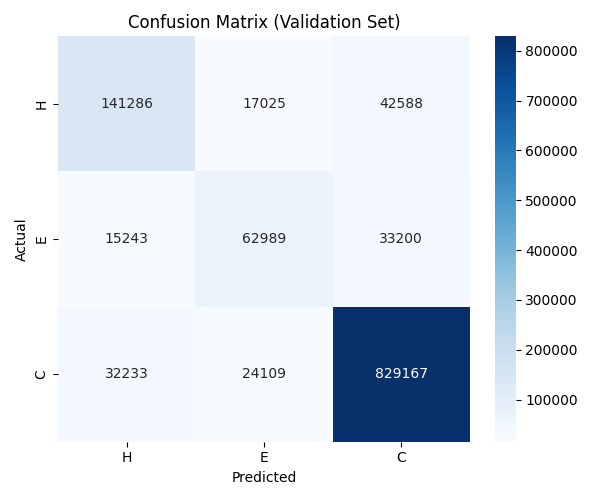 Confusion Matrix (Validation Set)
H
141286 17025 42588
E
15243 62989 33200
C
32233 24109 829167
H E C
Actual
Predicted
800000
700000
600000
500000
400000
300000
200000
100000